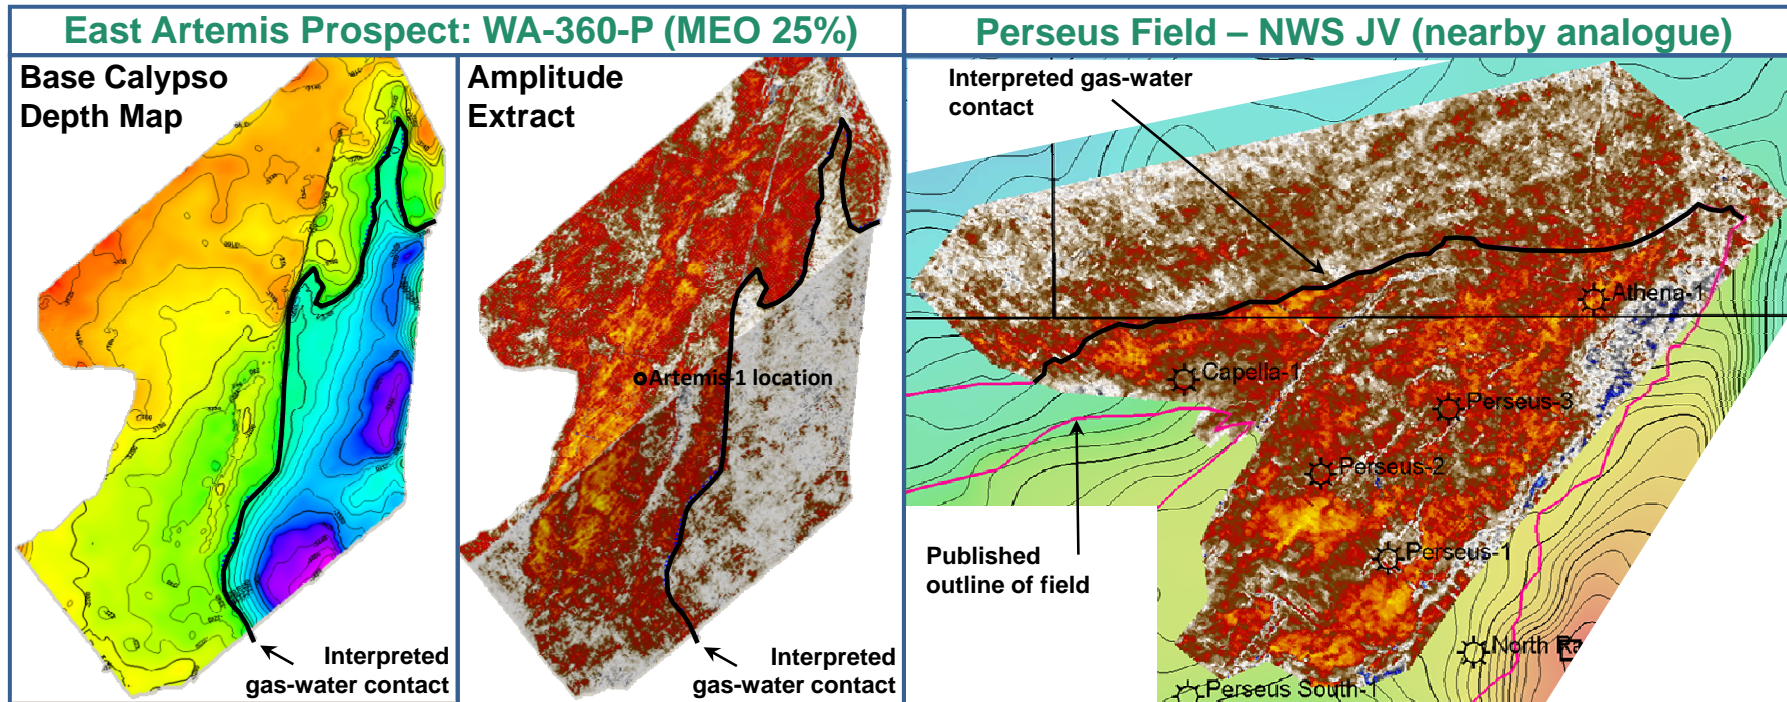 East Artemis Prospect: WA-360-P (MEO 25%)
Perseus Field – NWS JV (nearby analogue)
Base Calypso
Depth Map
Interpreted
gas-water contact
Amplitude
Extract
Artemis-1 location
Interpreted
gas-water contact
Interpreted gas-water
contact
Athena-1
Capella-1
Perseus-3
Perseus-2
Perseus-1
Published
outline of field
North
Perseus South-1